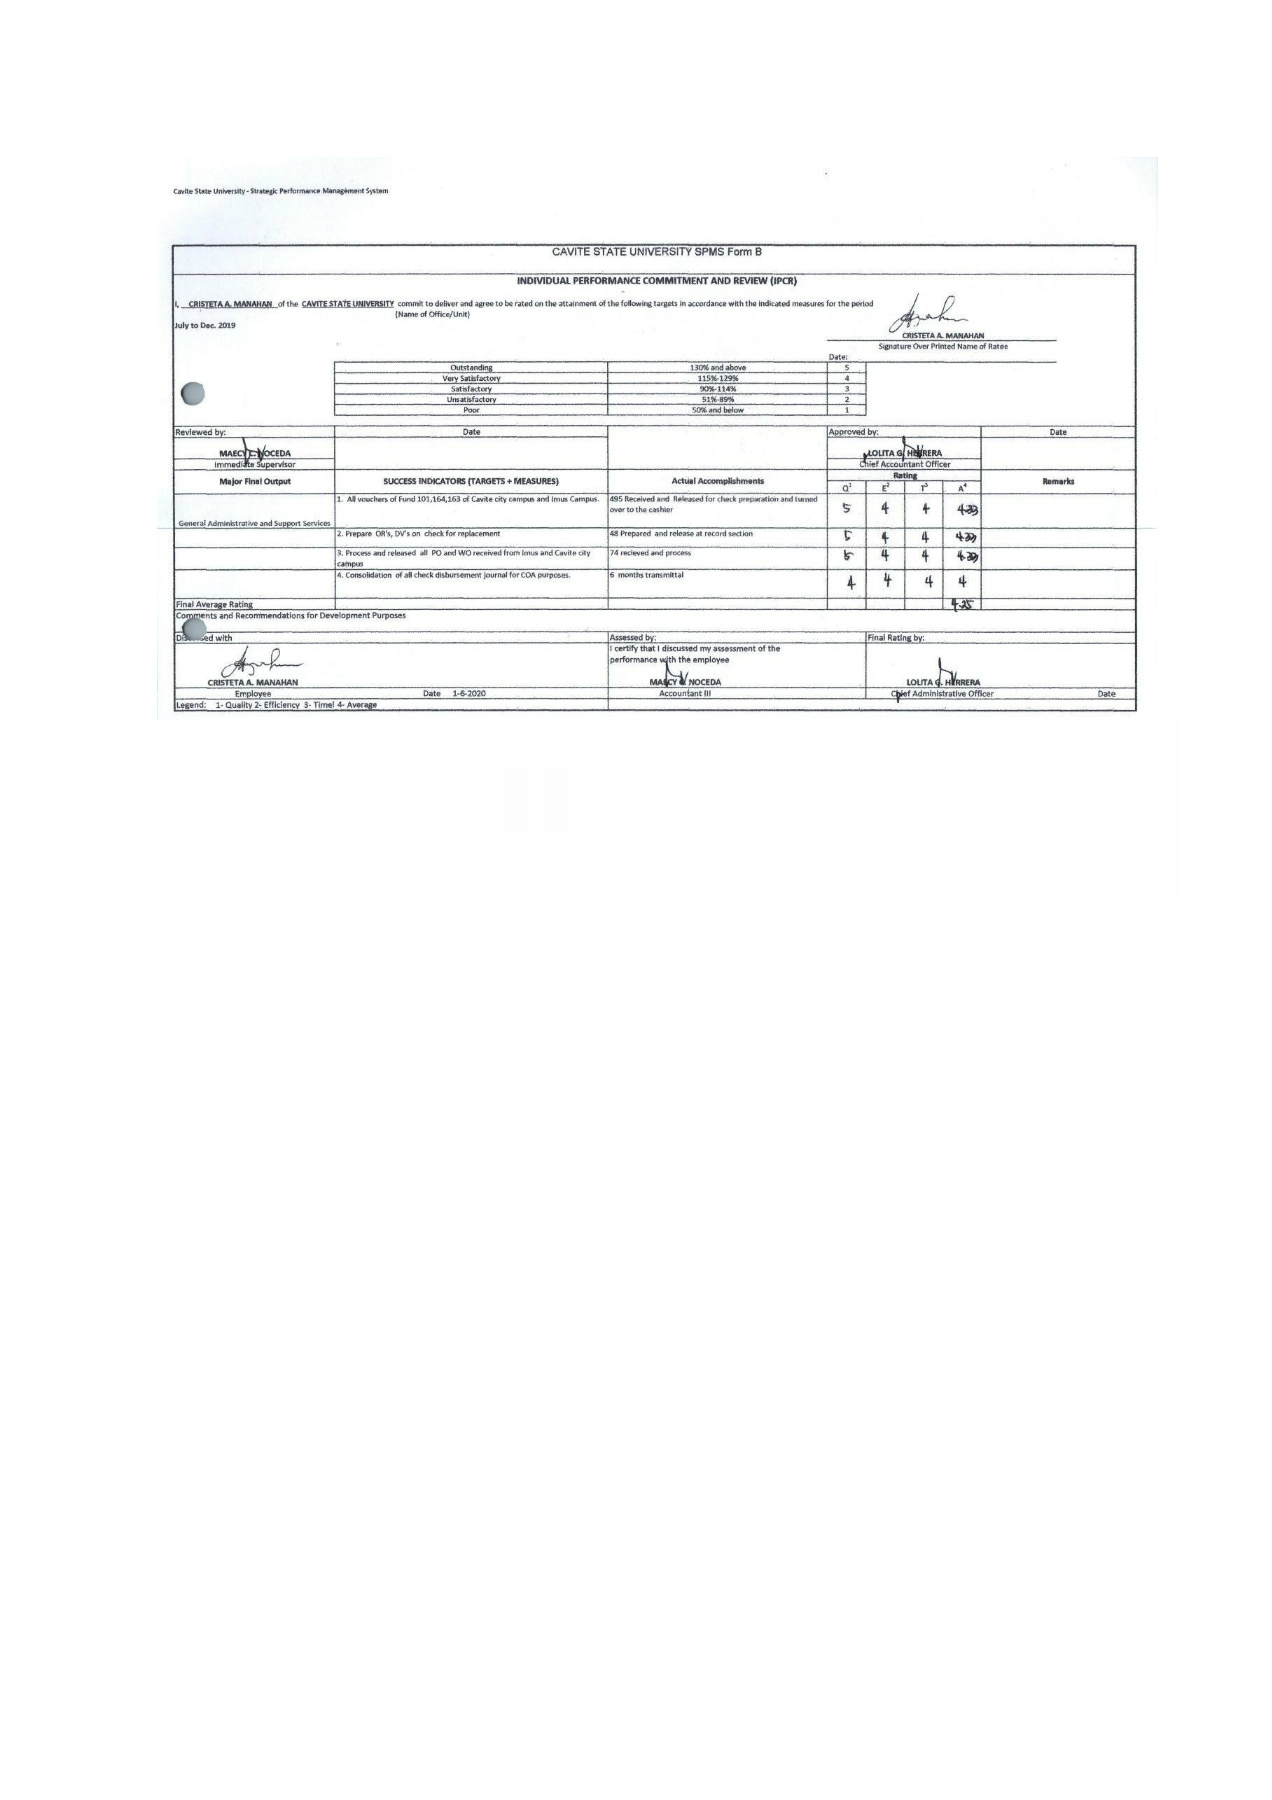 Cavite State University - Strategic Performance Management System
CAVITE STATE UNIVERSITY SPMS Form B
INDIVIDUAL PERFORMANCE COMMITMENT AND REVIEW (IPCR)
I, CRISTETA A. MANAHAN of the CAVITE STATE UNIVERSITY commit to deliver and agree to be rated on the attainment of the following targets in accordance with the indicated measures for the period
(Name of Office/Unit)
July to Dec. 2019
CRISTETA A. MANAHAN
Signature Over Printed Name of Ratee
Date:
Outstanding 130% and above 5
Very Satisfactory 115%-129% 4
Satisfactory 90%-114% 3
Unsatisfactory 51%-89% 2
Poor 50% and below 1
Reviewed by: Date Approved by: Date
MAECY NOCEDA LOLITA G. HERRERA
Immediate Supervisor Chief Accountant Officer
Major Final Output SUCCESS INDICATORS (TARGETS + MEASURES) Actual Accomplishments Rating Remarks
Q¹ E² T³ A⁴
1. All vouchers of Fund 101,164,163 of Cavite city campus and Imus Campus. 495 Received and Released for check preparation and turned
over to the cashier
5 4 4 4.33
General Administrative and Support Services
2. Prepare OR's, DV's on check for replacement 48 Prepared and release at record section 5 4 4 4.33
3. Process and released all PO and WO received from Imus and Cavite city 74 recieved and process 5 4 4 4.33
campus
4. Consolidation of all check disbursement journal for COA purposes. 6 months transmittal 4 4 4 4
Final Average Rating 4.25
Comments and Recommendations for Development Purposes
with Assessed by: Final Rating by:
I certify that I discussed my assessment of the
performance with the employee
CRISTETA A. MANAHAN NOCEDA LOLITA G. HERRERA
Employee Date 1-6-2020 Accountant III Chief Administrative Officer Date
Legend: 1- Quality 2- Efficiency 3- Timel 4- Average